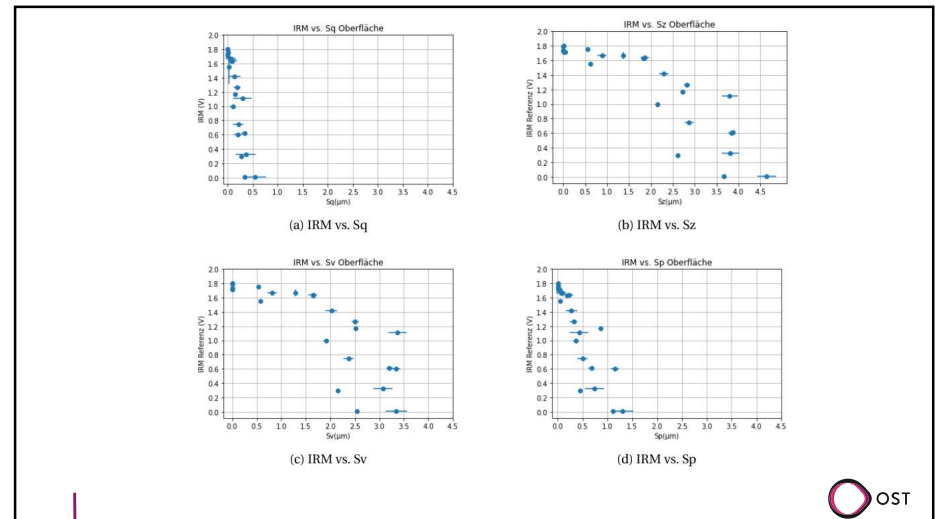 IRM vs. Sq Oberfläche
2.0
1.8
1.6
1.4
1.2
1.0
0.8
0.6
0.4
0.2
0.0
IRM (V)
0.0 0.5 1.0 1.5 2.0 2.5 3.0 3.5 4.0 4.5
Sq(µm)
(a) IRM vs. Sq
IRM vs. Sz Oberfläche
2.0
1.8
1.6
1.4
1.2
1.0
0.8
0.6
0.4
0.2
0.0
IRM Referenz (V)
0.0 0.5 1.0 1.5 2.0 2.5 3.0 3.5 4.0 4.5
Sz(µm)
(b) IRM vs. Sz
IRM vs. Sv Oberfläche
2.0
1.8
1.6
1.4
1.2
1.0
0.8
0.6
0.4
0.2
0.0
IRM Referenz (V)
0.0 0.5 1.0 1.5 2.0 2.5 3.0 3.5 4.0 4.5
Sv(µm)
(c) IRM vs. Sv
IRM vs. Sp Oberfläche
2.0
1.8
1.6
1.4
1.2
1.0
0.8
0.6
0.4
0.2
0.0
IRM Referenz (V)
0.0 0.5 1.0 1.5 2.0 2.5 3.0 3.5 4.0 4.5
Sp(µm)
(d) IRM vs. Sp
OST